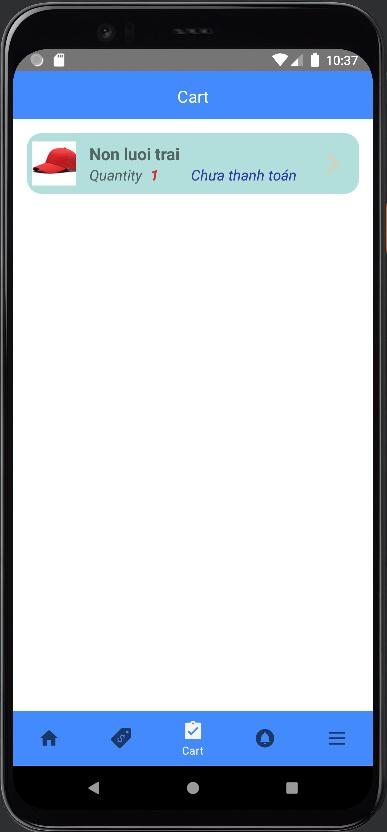 10:37
Cart
Non luoi trai
Quantity 1 Chưa thanh toán
Cart